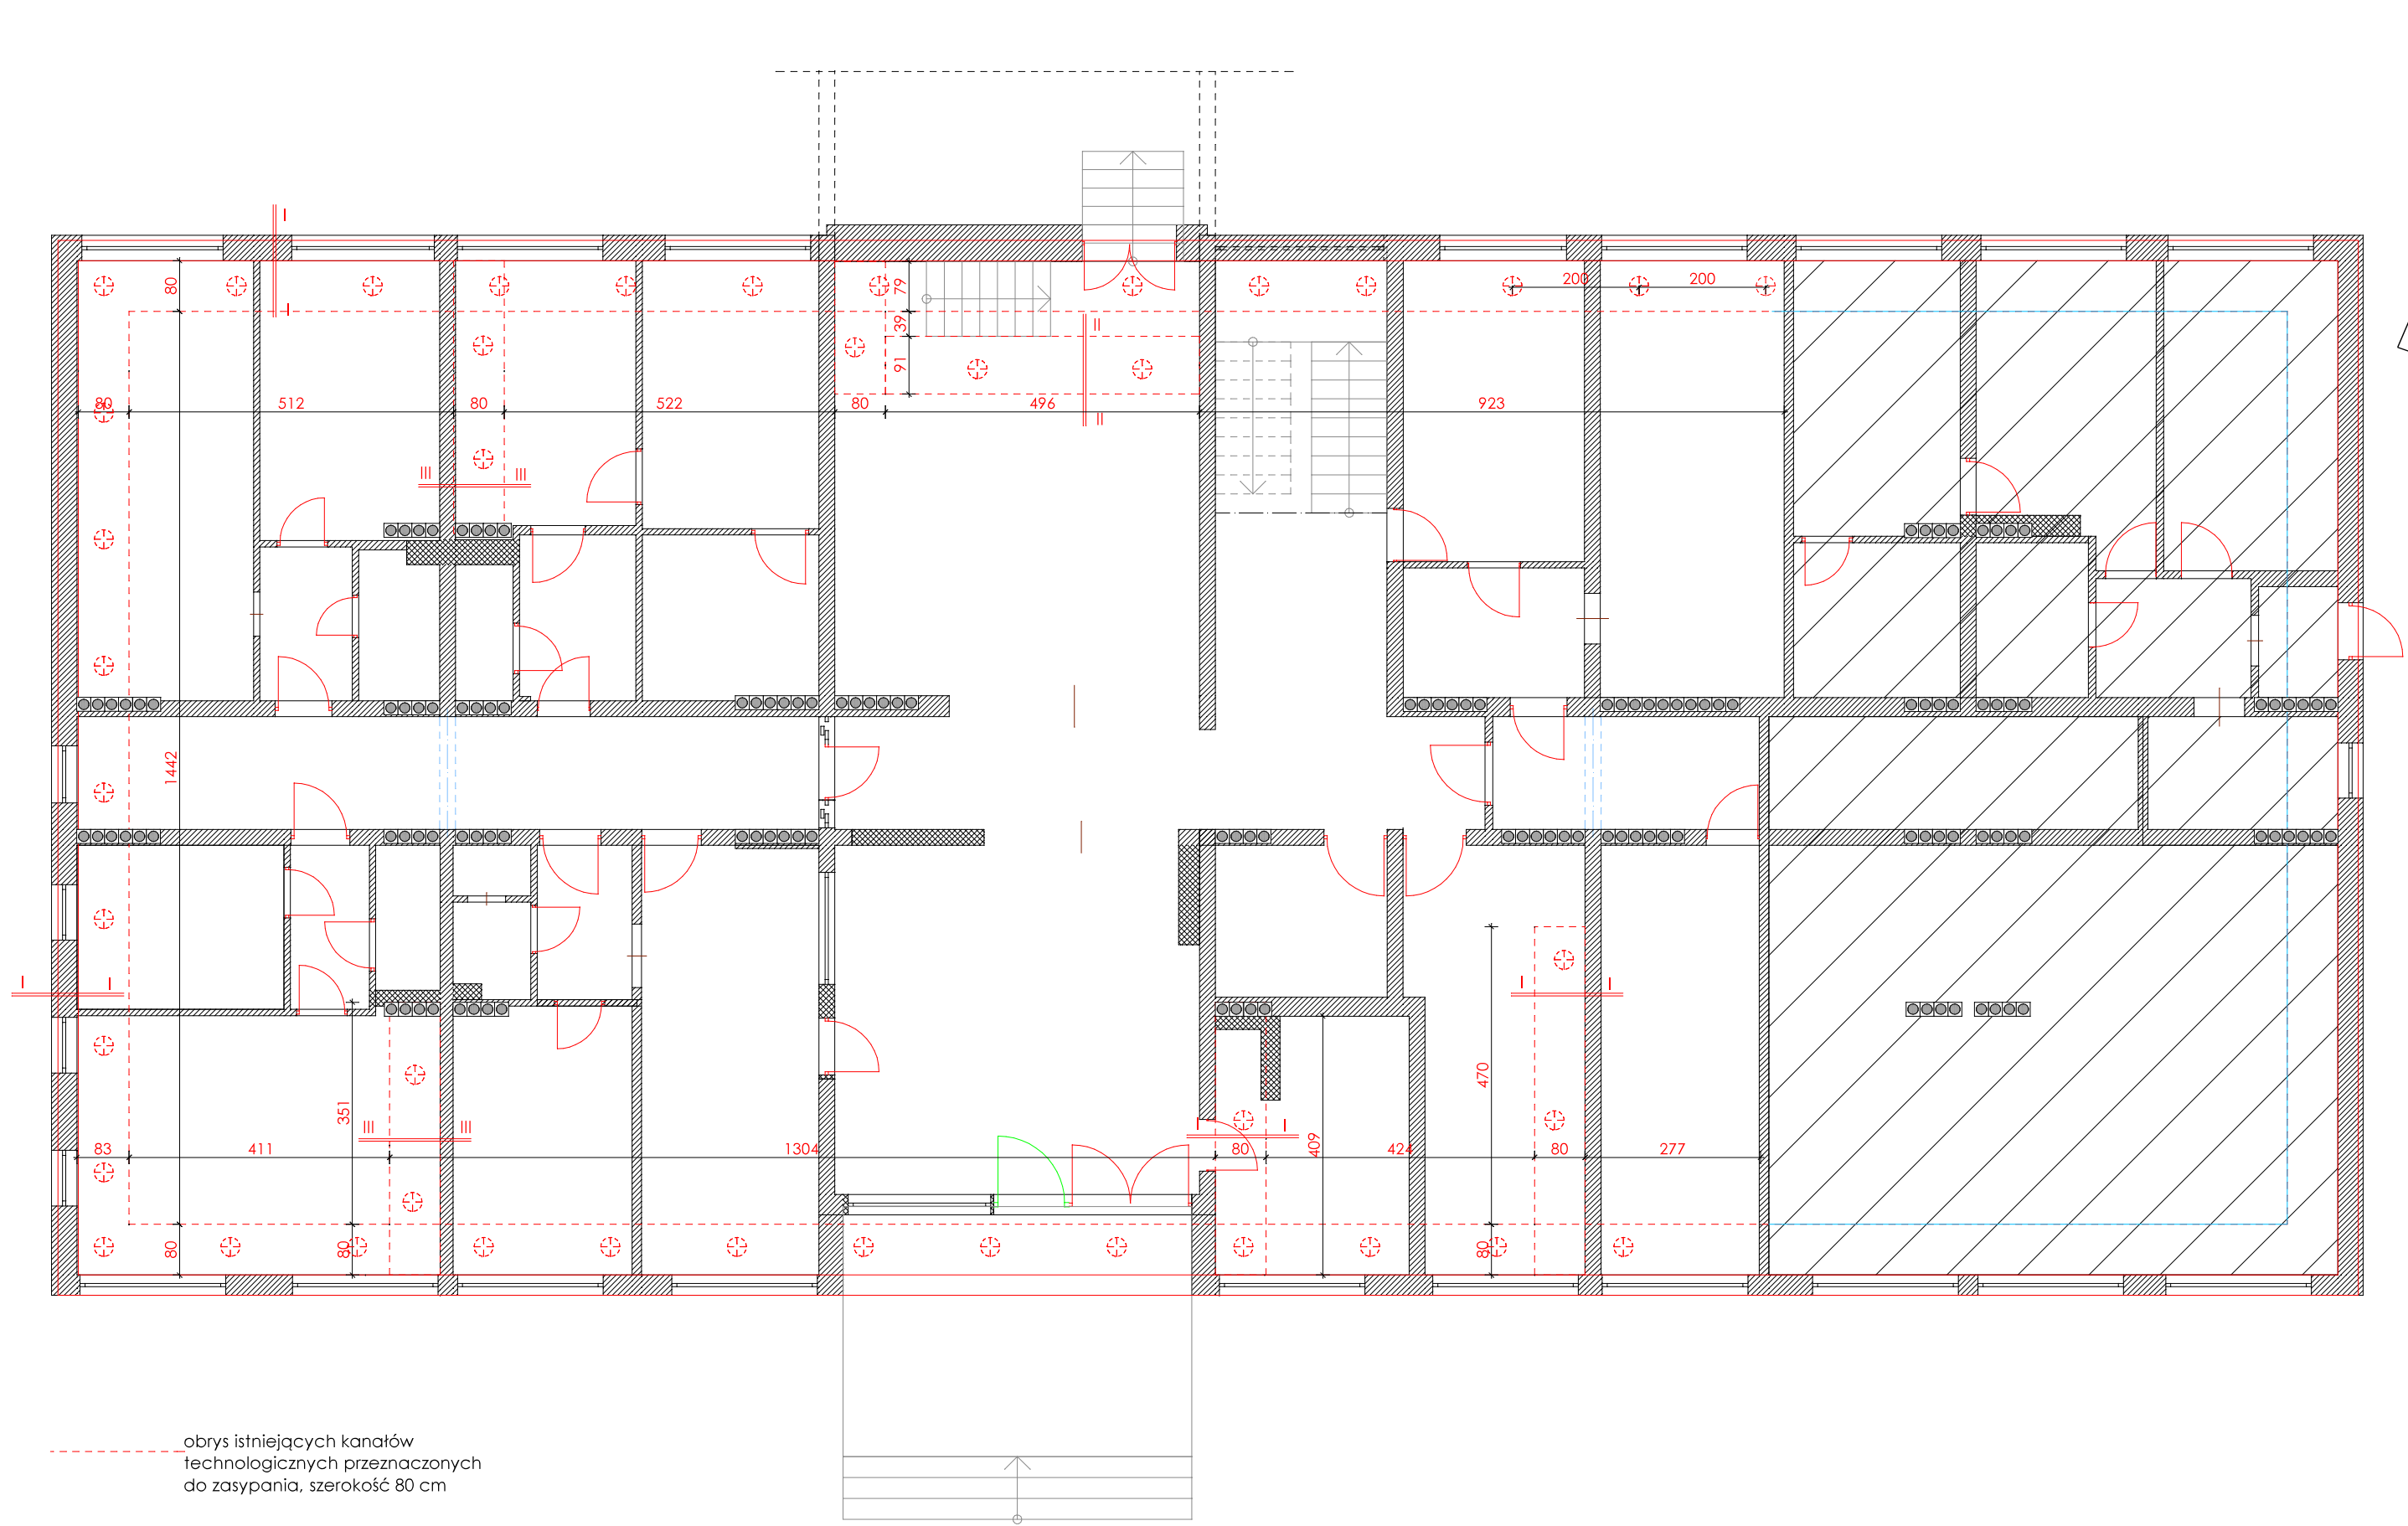 I
80
200
200
79
I
39
II
91
80
512
80
522
80
496
923
II
III
III
1442
I
I
I
I
470
351
III
III
I
I
409
83
411
1304
80
424
80
277
80
80
80
obrys istniejących kanałów
technologicznych przeznaczonych
do zasypania, szerokość 80 cm